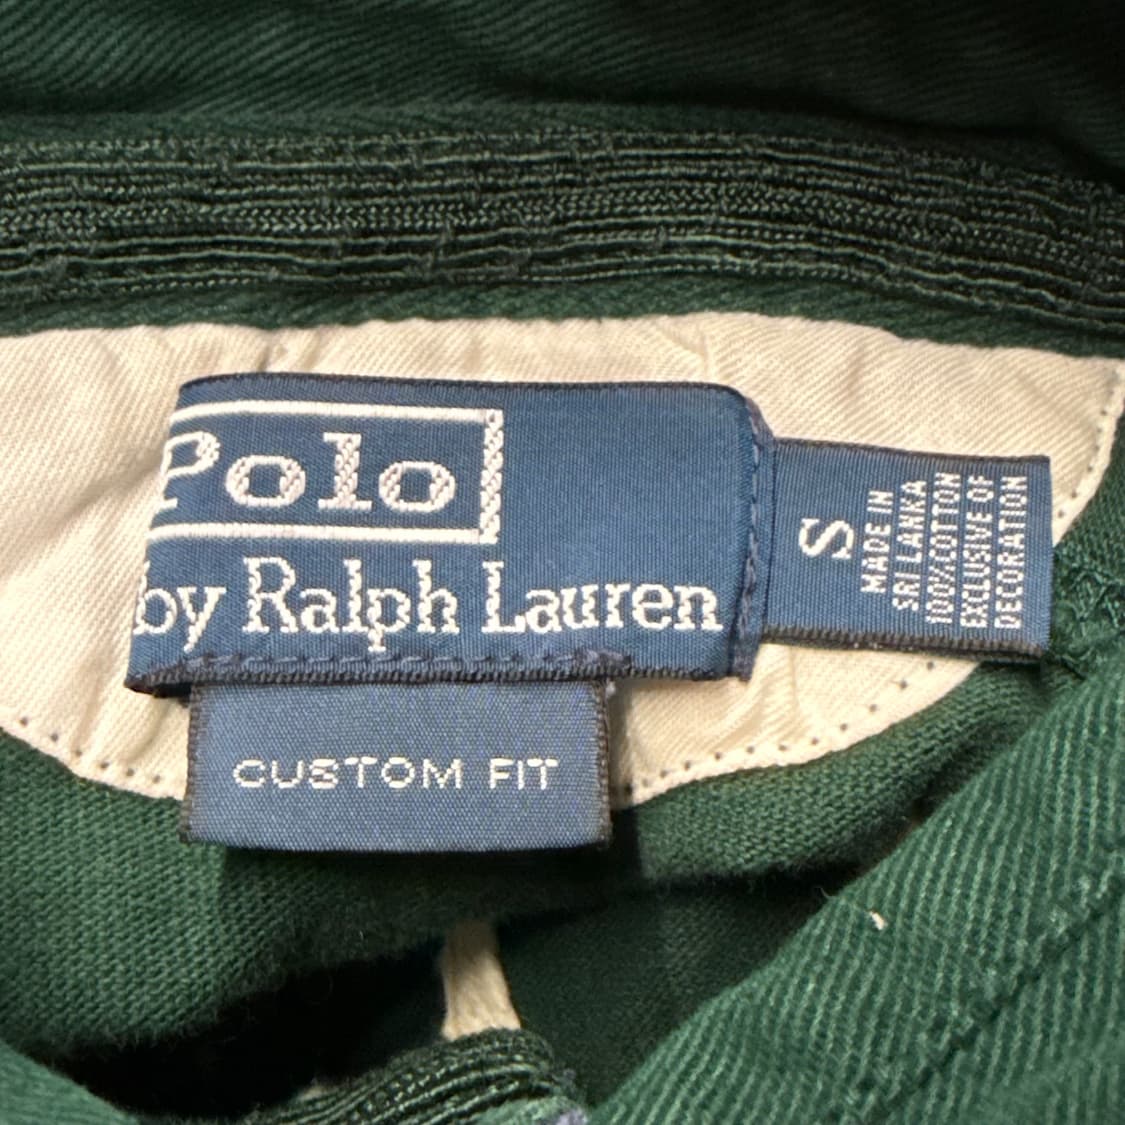 Polo
by Ralph Lauren
CUSTOM FIT
S
MADE IN
SRI LANKA
100%COTTON
EXCLUSIVE OF
DECORATION